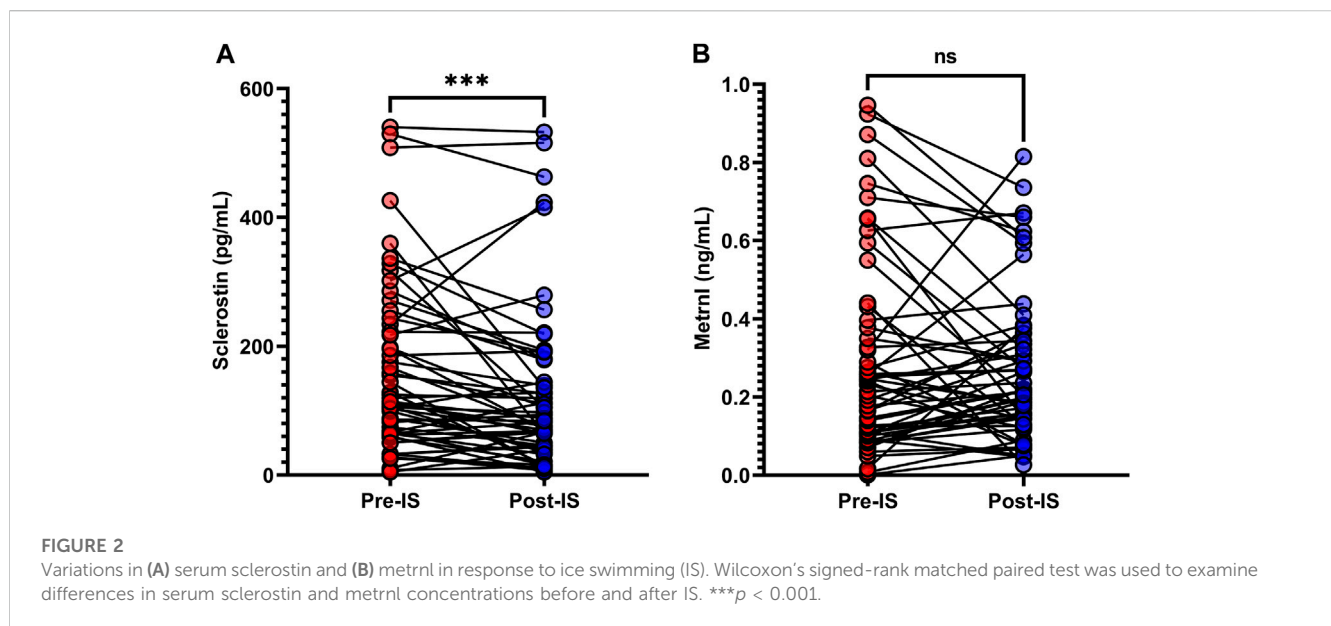 A
B
***
ns
600
400
200
0
Sclerostin (pg/mL)
Pre-IS
Post-IS
1.0
0.8
0.6
0.4
0.2
0.0
Metrnl (ng/mL)
Pre-IS
Post-IS
FIGURE 2
Variations in (A) serum sclerostin and (B) metrnl in response to ice swimming (IS). Wilcoxon's signed-rank matched paired test was used to examine
differences in serum sclerostin and metrnl concentrations before and after IS. ***p < 0.001.